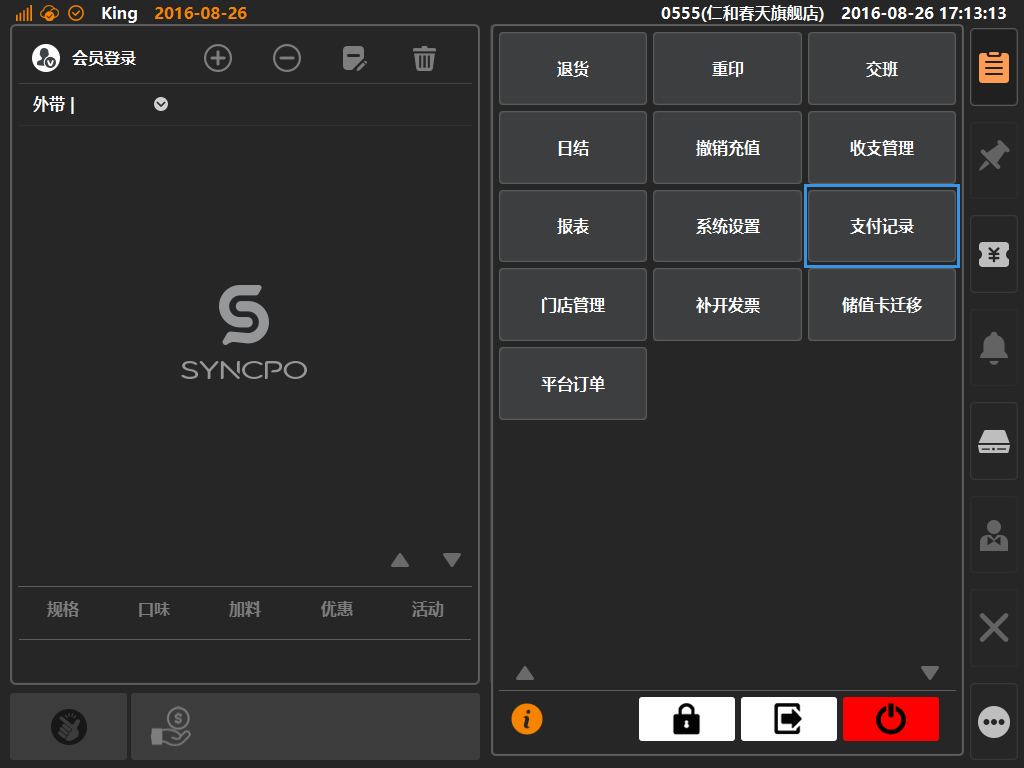 King 2016-08-26 0555(仁和春天旗舰店) 2016-08-26 17:13:13
会员登录
外带 |
SYNCPO
规格 口味 加料 优惠 活动
退货 重印 交班
日结 撤销充值 收支管理
报表 系统设置 支付记录
门店管理 补开发票 储值卡迁移
平台订单